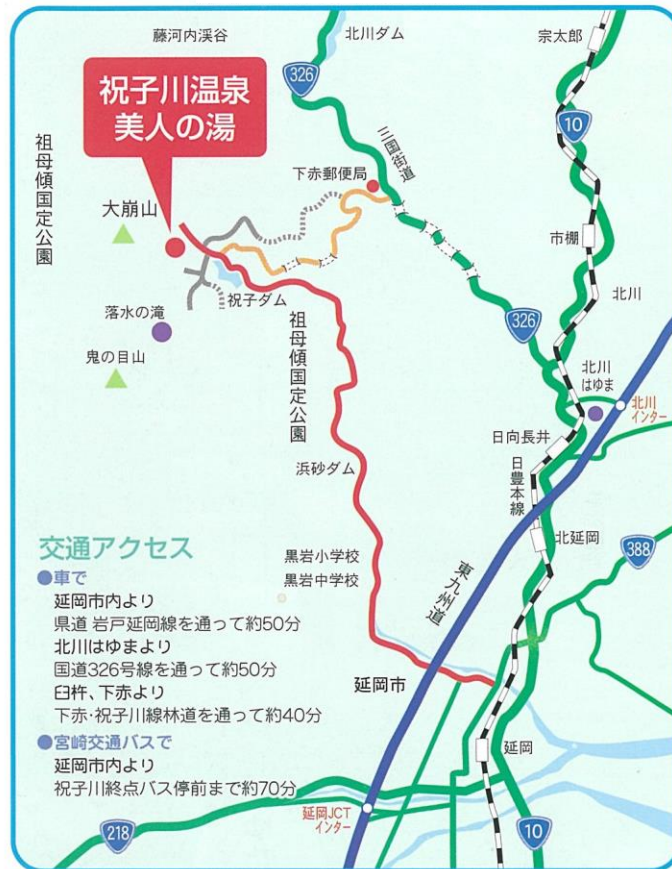 藤河内渓谷
北川ダム
宗太郎
326
10
祝子川温泉
美人の湯
三国街道
下赤郵便局
祖母傾国定公園
大崩山
市棚
北川
祝子ダム
落水の滝
祖母傾国定公園
326
鬼の目山
北川
はゆま
北川
インター
日向長井
浜砂ダム
日豊本線
北延岡
388
交通アクセス
●車で
延岡市内より
県道 岩戸延岡線を通って約50分
北川はゆまより
国道326号線を通って約50分
臼杵、下赤より
下赤・祝子川線林道を通って約40分
●宮崎交通バスで
延岡市内より
祝子川終点バス停前まで約70分
黒岩小学校
黒岩中学校
東九州道
延岡市
延岡
延岡JCT
インター
218
10